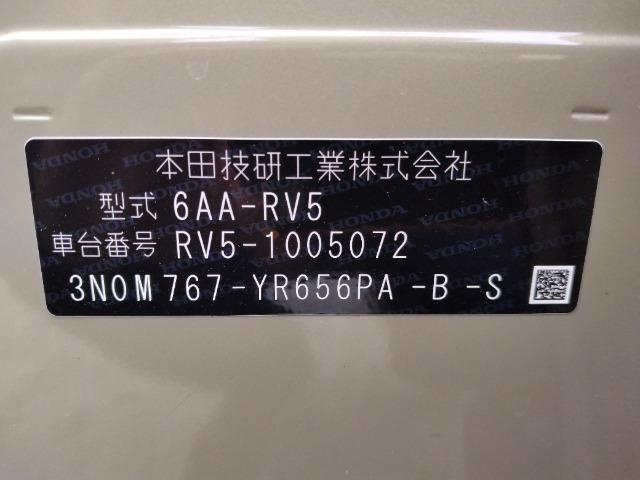 本田技研工業株式会社
型式 6AA-RV5
車台番号 RV5-1005072
3N0M767-YR656PA-B-S